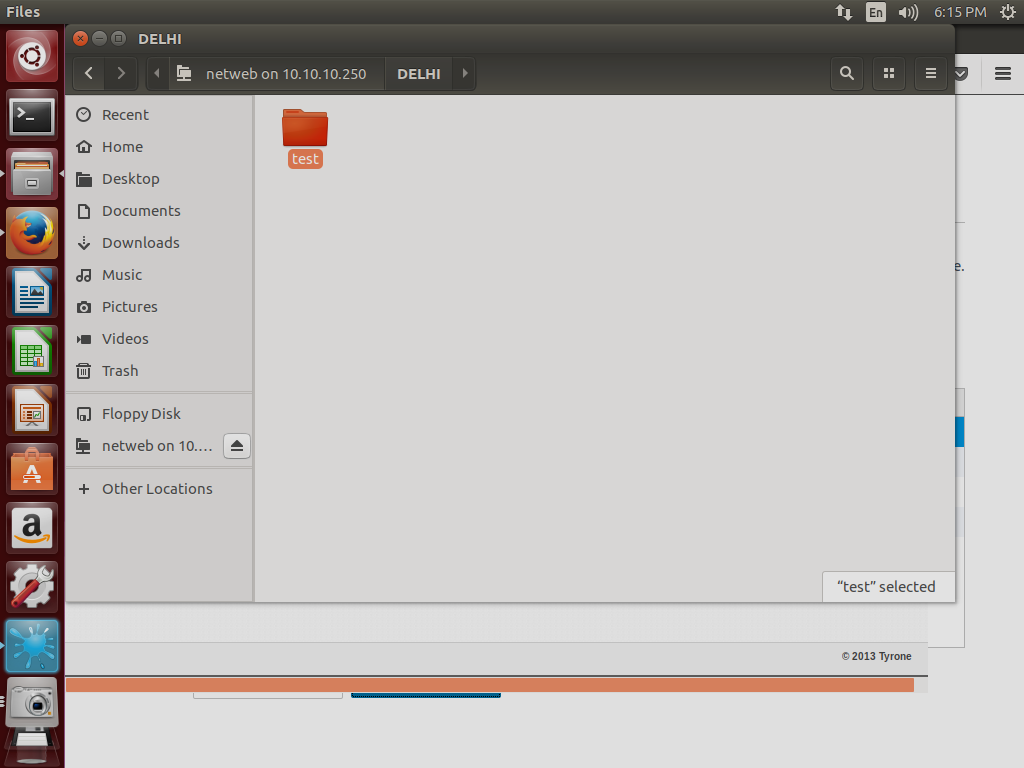 Files
En
6:15 PM
DELHI
netweb on 10.10.10.250
DELHI
Recent
Home
Desktop
Documents
Downloads
Music
Pictures
Videos
Trash
Floppy Disk
netweb on 10.…
Other Locations
test
e.
“test” selected
© 2013 Tyrone